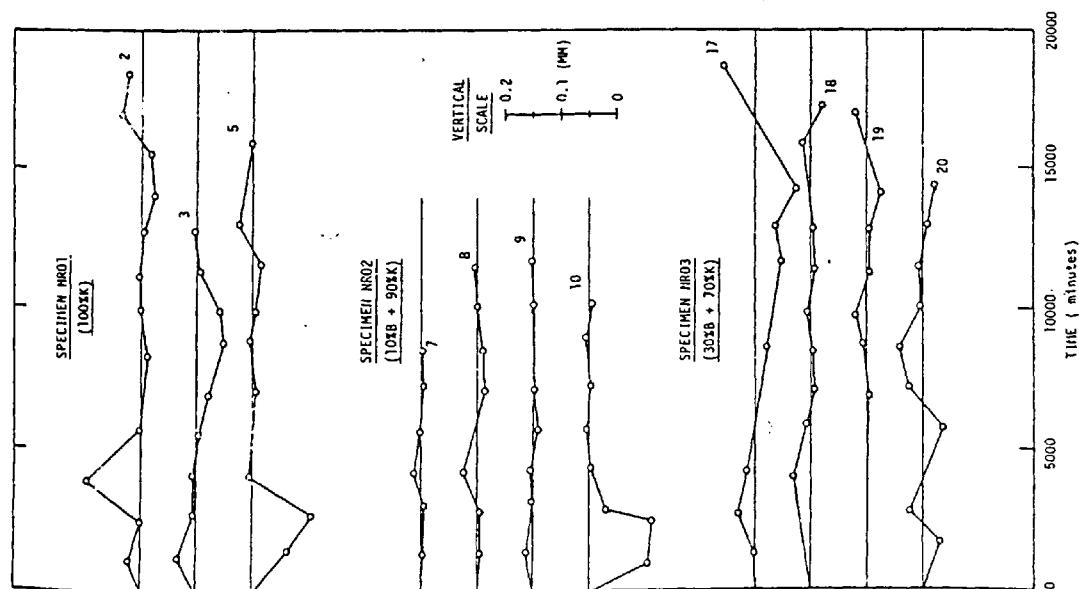 SPECIMEN NR01
(100%K)
2
3
5
SPECIMEN NR02
(10%B + 90%K)
7
8
9
10
VERTICAL
SCALE
0.2
0.1 (MM)
0
SPECIMEN NR03
(30%B + 70%K)
17
18
19
20
0
5000
10000
15000
20000
TIME ( minutes)